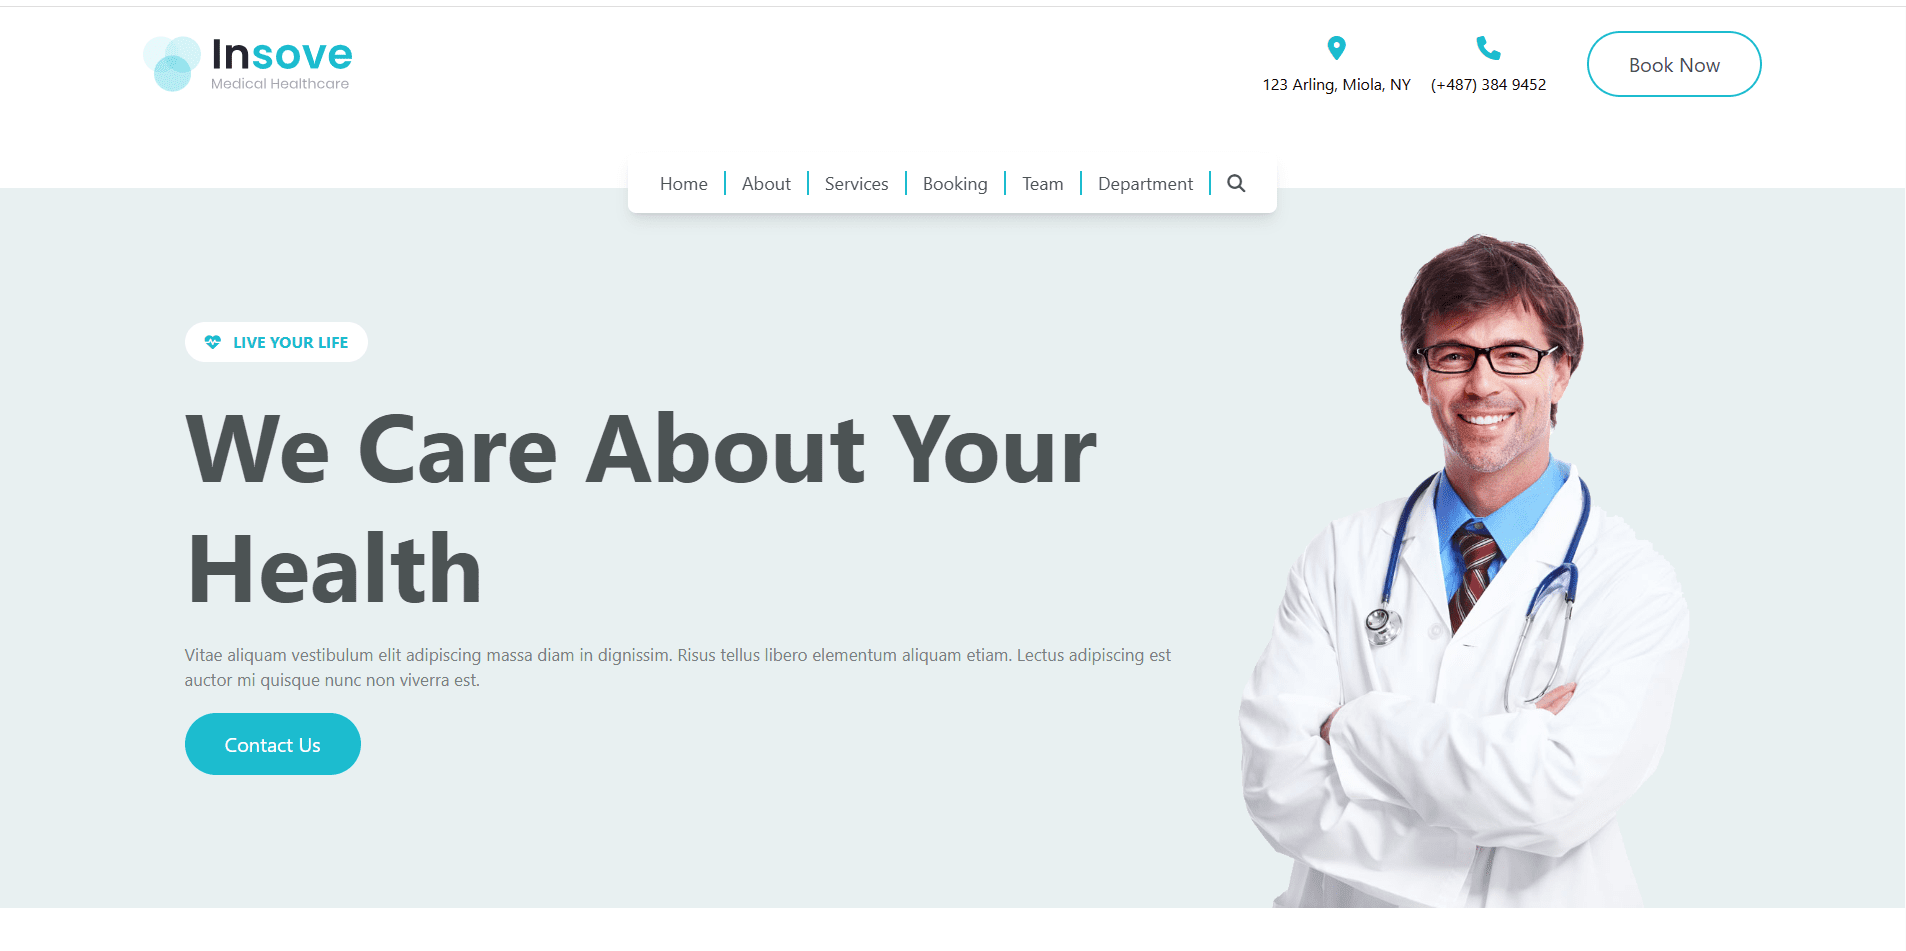 Insove
Medical Healthcare
123 Arling, Miola, NY
(+487) 384 9452
Book Now
Home
About
Services
Booking
Team
Department
LIVE YOUR LIFE
We Care About Your
Health
Vitae aliquam vestibulum elit adipiscing massa diam in dignissim. Risus tellus libero elementum aliquam etiam. Lectus adipiscing est
auctor mi quisque nunc non viverra est.
Contact Us